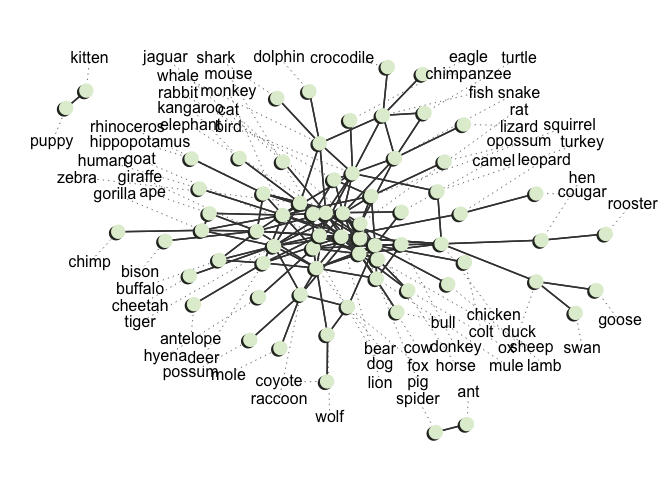 kitten
jaguar shark dolphin crocodile eagle turtle
whale mouse chimpanzee
rabbit monkey fish snake
kangaroo cat rat
rhinoceros elephant bird lizard squirrel
puppy hippopotamus opossum turkey
human goat camel leopard
zebra giraffe hen
gorilla ape cougar
rooster
chimp
bison
buffalo
cheetah
tiger
chicken
bull goose
colt duck
antelope
bear cow donkey ox sheep swan
hyena deer dog fox horse mule lamb
possum mole
coyote lion pig ant
raccoon spider
wolf